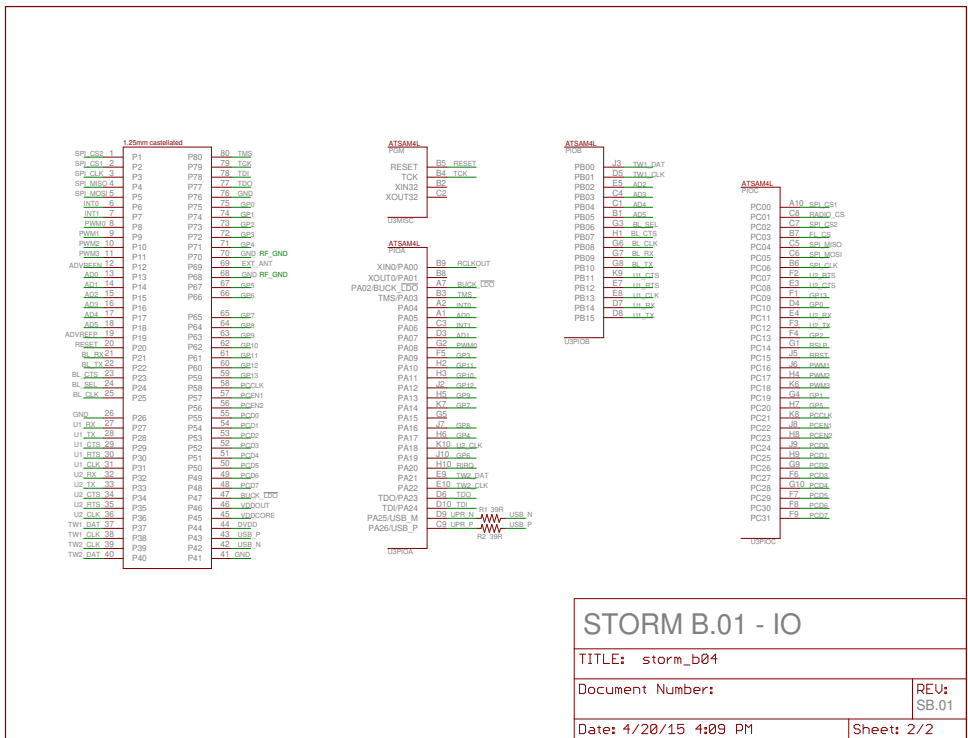 1.25mm castellated
SPI_CS2 1 P1 P80 80 TMS
SPI_CS1 2 P2 P79 79 TCK
SPI_CLK 3 P3 P78 78 TDI
SPI_MISO 4 P4 P77 77 TDO
SPI_MOSI 5 P5 P76 76 GND
INT0 6 P6 P75 75 GP0
INT1 7 P7 P74 74 GP1
PWM0 8 P8 P73 73 GP2
PWM1 9 P9 P72 72 GP3
PWM2 10 P10 P71 71 GP4
PWM3 11 P11 P70 70 GND RF_GND
ADVREFN 12 P12 P69 69 EXT_ANT
AD0 13 P13 P68 68 GND RF_GND
AD1 14 P14 P67 67 GP5
AD2 15 P15 P66 66 GP6
AD3 16 P16
AD4 17 P17 P65 65 GP7
AD5 18 P18 P64 64 GP8
ADVREFP 19 P19 P63 63 GP9
RESET 20 P20 P62 62 GP10
BL_RX 21 P21 P61 61 GP11
BL_TX 22 P22 P60 60 GP12
BL_CTS 23 P23 P59 59 GP13
BL_SEL 24 P24 P58 58 PCCLK
BL_CLK 25 P25 P57 57 PCEN1
P56 56 PCEN2
GND 26 P26 P55 55 PCD0
U1_RX 27 P27 P54 54 PCD1
U1_TX 28 P28 P53 53 PCD2
U1_CTS 29 P29 P52 52 PCD3
U1_RTS 30 P30 P51 51 PCD4
U1_CLK 31 P31 P50 50 PCD5
U2_RX 32 P32 P49 49 PCD6
U2_TX 33 P33 P48 48 PCD7
U2_CTS 34 P34 P47 47 BUCK_LDO
U2_RTS 35 P35 P46 46 VDDOUT
U2_CLK 36 P36 P45 45 VDDCORE
TW1_DAT 37 P37 P44 44 DVDD
TW1_CLK 38 P38 P43 43 USB_P
TW2_CLK 39 P39 P42 42 USB_N
TW2_DAT 40 P40 P41 41 GND
ATSAM4L
PGM
RESET B5 RESET
TCK B4 TCK
XIN32 B2
XOUT32 C2
U3MSC
ATSAM4L
PIOA
XIN0/PA00 B9 RCLKOUT
XOUT0/PA01 B8
PA02/BUCK_LDO A7 BUCK_LDO
TMS/PA03 B3 TMS
PA04 A2 INT0
PA05 A1 AD0
PA06 C3 INT1
PA07 D3 AD1
PA08 G2 PWM0
PA09 F5 GP3
PA10 H2 GP11
PA11 H3 GP10
PA12 J2 GP12
PA13 H5 GP9
PA14 K7 GP7
PA15 G5
PA16 J7 GP8
PA17 H6 GP4
PA18 K10 U2_CLK
PA19 J10 GP6
PA20 H10 RIRQ
PA21 E9 TW2_DAT
PA22 E10 TW2_CLK
TDO/PA23 D6 TDO
TDI/PA24 D10 TDI
R1 39R
PA25/USB_M D9 UPR_N USB_N
PA26/USB_P C9 UPR_P USB_P
R2 39R
U3PIOA
ATSAM4L
PIOB
PB00 J3 TW1_DAT
PB01 D5 TW1_CLK
PB02 E5 AD2
PB03 C4 AD3
PB04 C1 AD4
PB05 B1 AD5
PB06 G3 BL_SEL
PB07 H1 BL_CTS
PB08 G6 BL_CLK
PB09 G7 BL_RX
PB10 G8 BL_TX
PB11 K9 U1_CTS
PB12 E7 U1_RTS
PB13 E8 U1_CLK
PB14 D7 U1_RX
PB15 D8 U1_TX
U3PIOB
ATSAM4L
PIOC
PC00 A10 SPI_CS1
PC01 C8 RADIO_CS
PC02 C7 SPI_CS2
PC03 B7 FL_CS
PC04 C5 SPI_MISO
PC05 C6 SPI_MOSI
PC06 B6 SPI_CLK
PC07 F2 U2_RTS
PC08 E3 U2_CTS
PC09 F1 GP13
PC10 D4 GP0
PC11 E4 U2_RX
PC12 F3 U2_TX
PC13 F4 GP2
PC14 G1 RSLP
PC15 J5 RRST
PC16 J6 PWM1
PC17 H4 PWM2
PC18 K6 PWM3
PC19 G4 GP1
PC20 H7 GP5
PC21 K8 PCCLK
PC22 J8 PCEN1
PC23 H8 PCEN2
PC24 J9 PCD0
PC25 H9 PCD1
PC26 G9 PCD2
PC27 F6 PCD3
PC28 G10 PCD4
PC29 F7 PCD5
PC30 F8 PCD6
PC31 F9 PCD7
U3PIOC
STORM B.01 - IO
TITLE: storm_b04
Document Number:
REV:
SB.01
Date: 4/20/15 4:09 PM
Sheet: 2/2